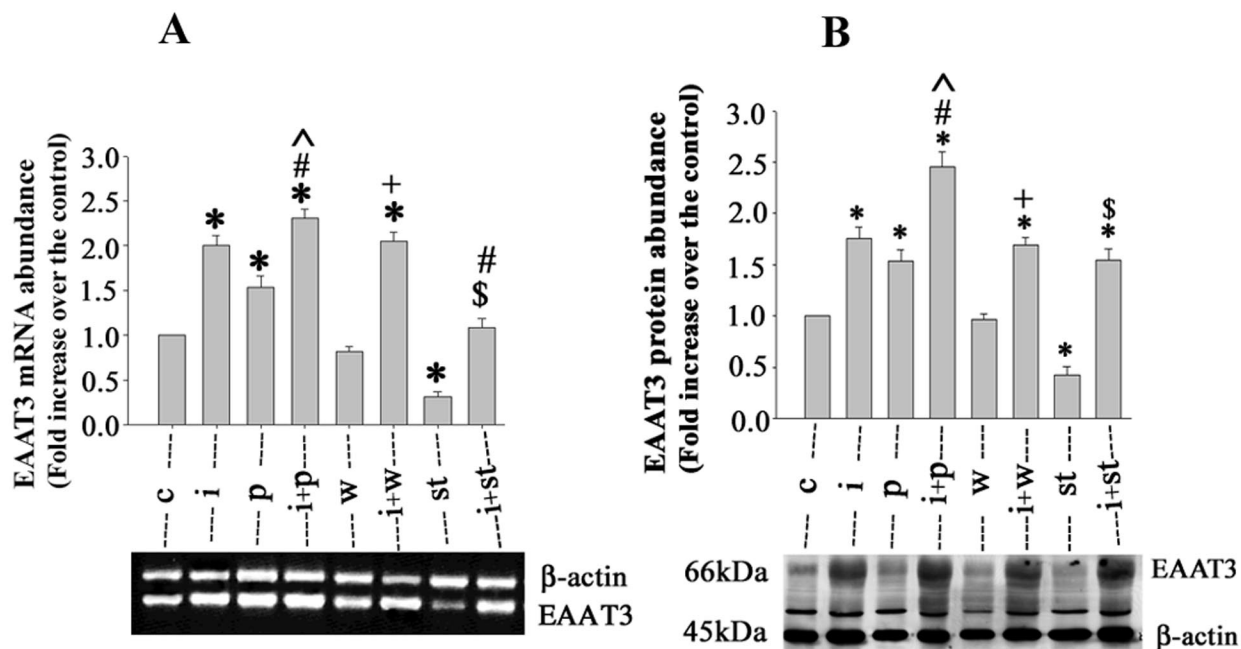 A
EAAT3 mRNA abundance
(Fold increase over the control)
3.0
2.5
2.0
1.5
1.0
0.5
0.0
*
*
^
#
*
+
*
*
#
$
c
i
p
i+p
w
i+w
st
i+st
β-actin
EAAT3
B
EAAT3 protein abundance
(Fold increase over the control)
3.0
2.5
2.0
1.5
1.0
0.5
0.0
*
*
^
#
*
+
*
*
$
*
c
i
p
i+p
w
i+w
st
i+st
66kDa
EAAT3
45kDa
β-actin